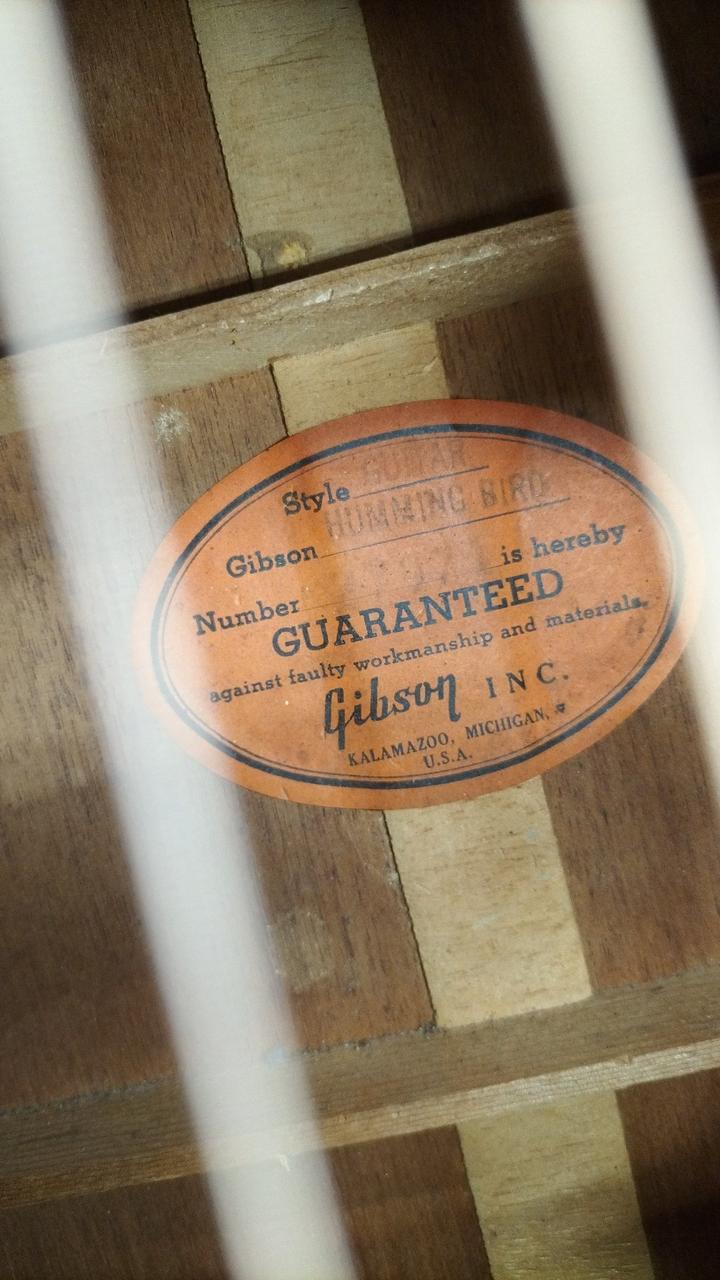 Style GUITAR
Gibson HUMMING BIRD
Number is hereby
GUARANTEED
against faulty workmanship and materials.
Gibson INC.
KALAMAZOO, MICHIGAN,
U.S.A.